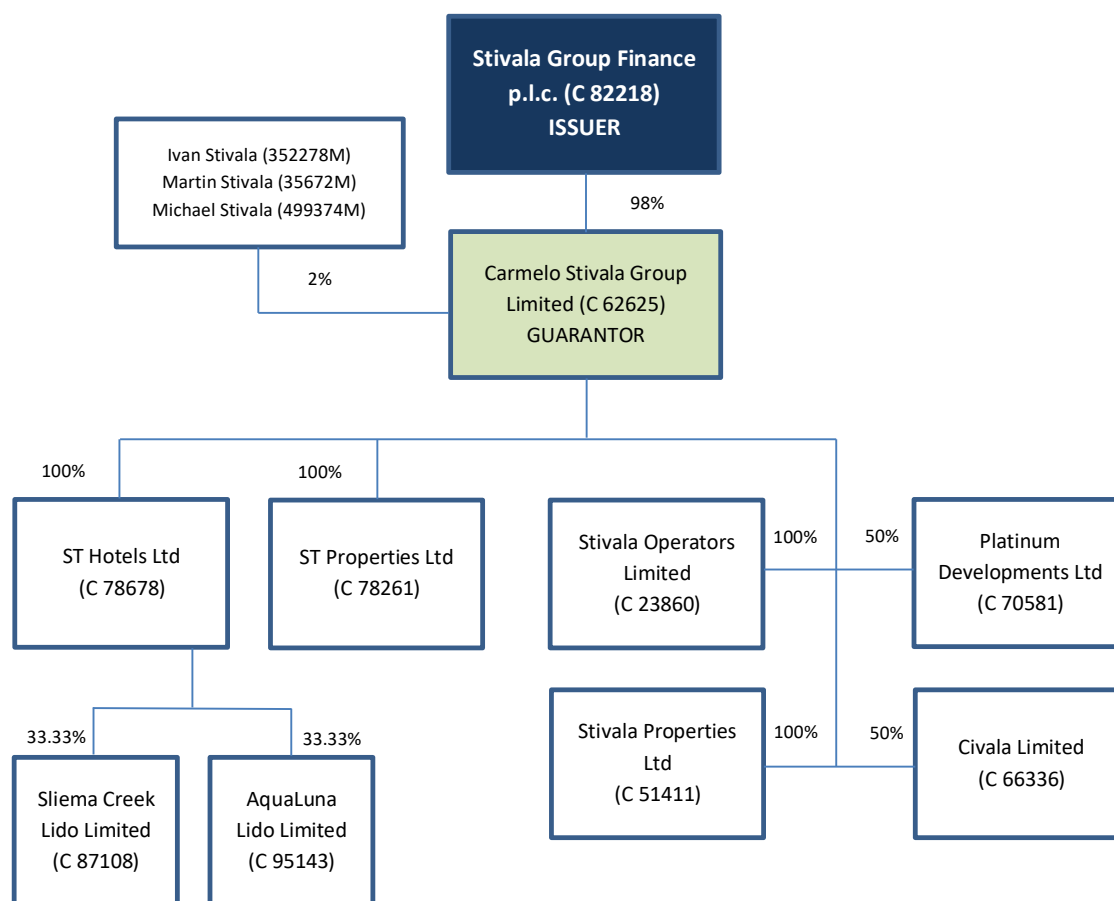 Stivala Group Finance
p.l.c. (C 82218)
ISSUER
Ivan Stivala (352278M)
Martin Stivala (35672M)
Michael Stivala (499374M)
98%
2%
Carmelo Stivala Group
Limited (C 62625)
GUARANTOR
100%
100%
ST Hotels Ltd
(C 78678)
ST Properties Ltd
(C 78261)
Stivala Operators
Limited
(C 23860)
100%
50%
Platinum
Developments Ltd
(C 70581)
33.33%
33.33%
Sliema Creek
Lido Limited
(C 87108)
AquaLuna
Lido Limited
(C 95143)
Stivala Properties
Ltd
(C 51411)
100%
50%
Civala Limited
(C 66336)